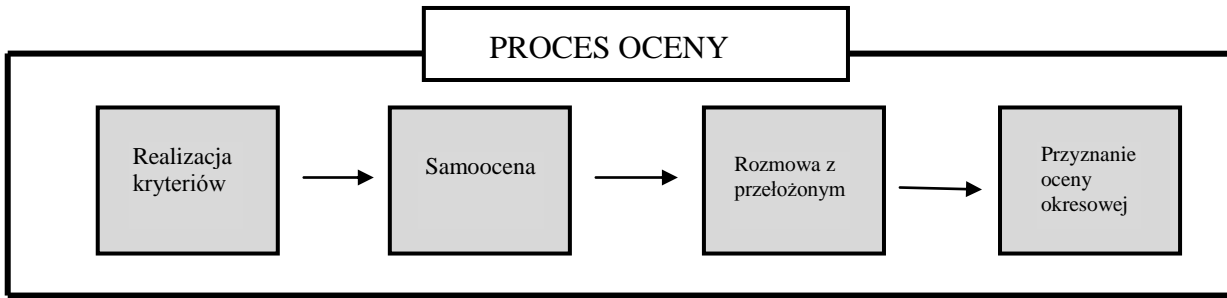 PROCES OCENY
Realizacja
kryteriów
Samoocena
Rozmowa z
przełożonym
Przyznanie
oceny
okresowej